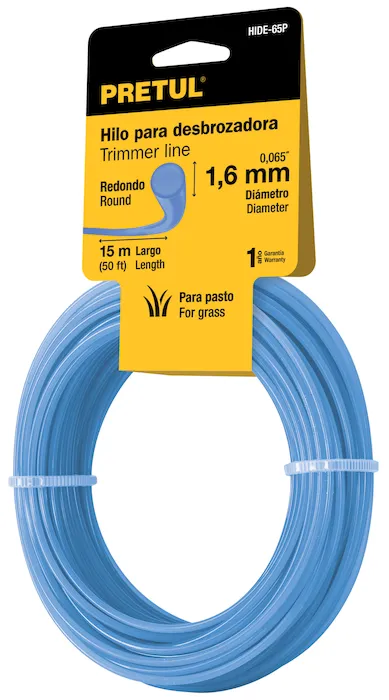 HIDE-65P
PRETUL®
Hilo para desbrozadora
Trimmer line
Redondo
Round
0,065"
1,6 mm
Diámetro
Diameter
15 m Largo
(50 ft) Length
1 año Garantía
Warranty
Para pasto
For grass